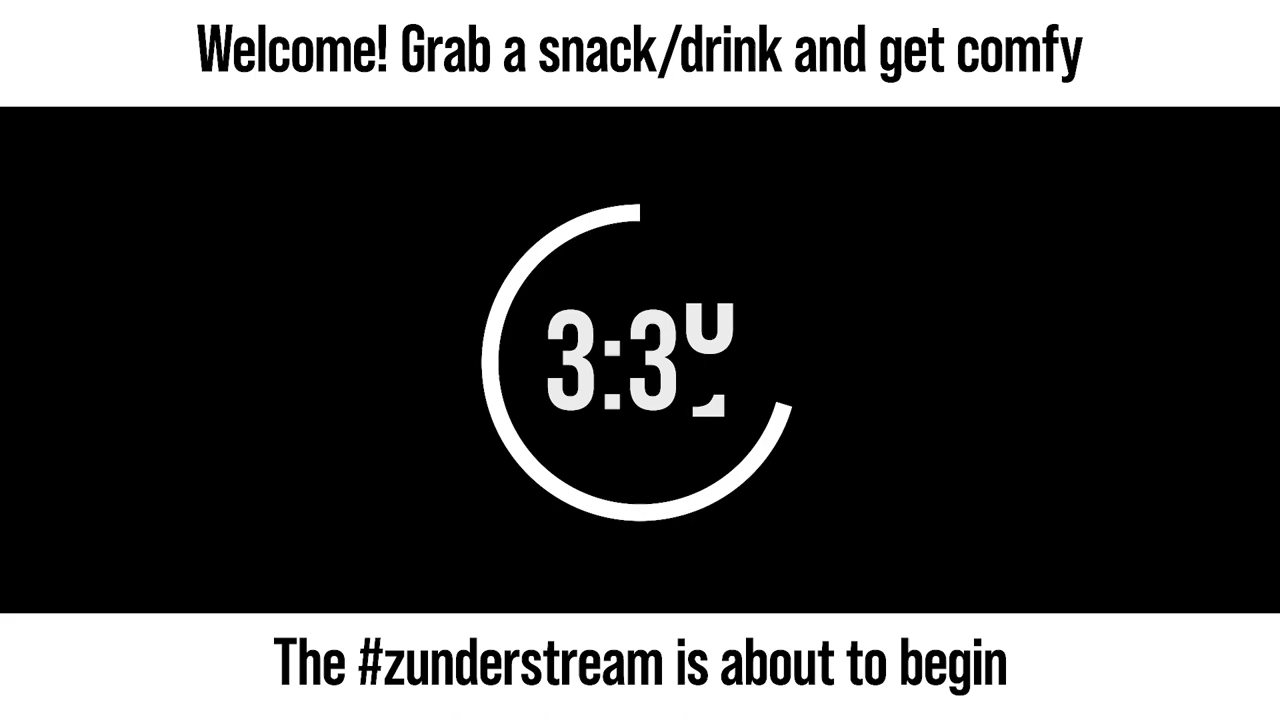 Welcome! Grab a snack/drink and get comfy
3:3
The #zunderstream is about to begin